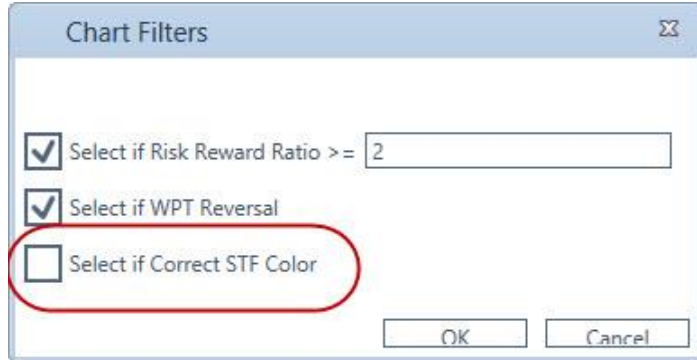 Chart Filters
Select if Risk Reward Ratio >= 2
Select if WPT Reversal
Select if Correct STF Color
OK Cancel